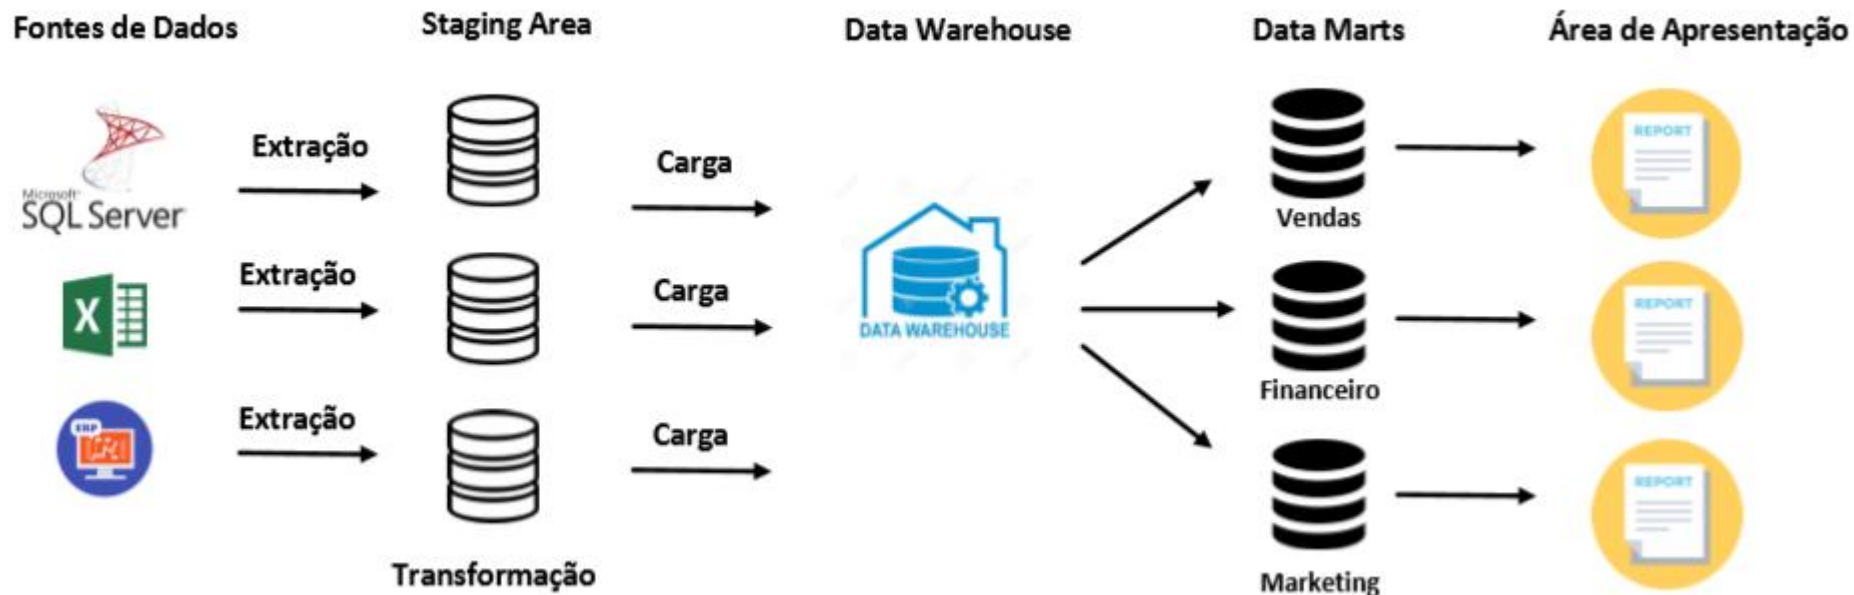 Fontes de Dados
Staging Area
Data Warehouse
Data Marts
Área de Apresentação
Microsoft
SQL Server
Extração
Carga
REPORT
Vendas
X
Extração
Carga
DATA WAREHOUSE
REPORT
Financeiro
ERP
Extração
Carga
REPORT
Transformação
Marketing